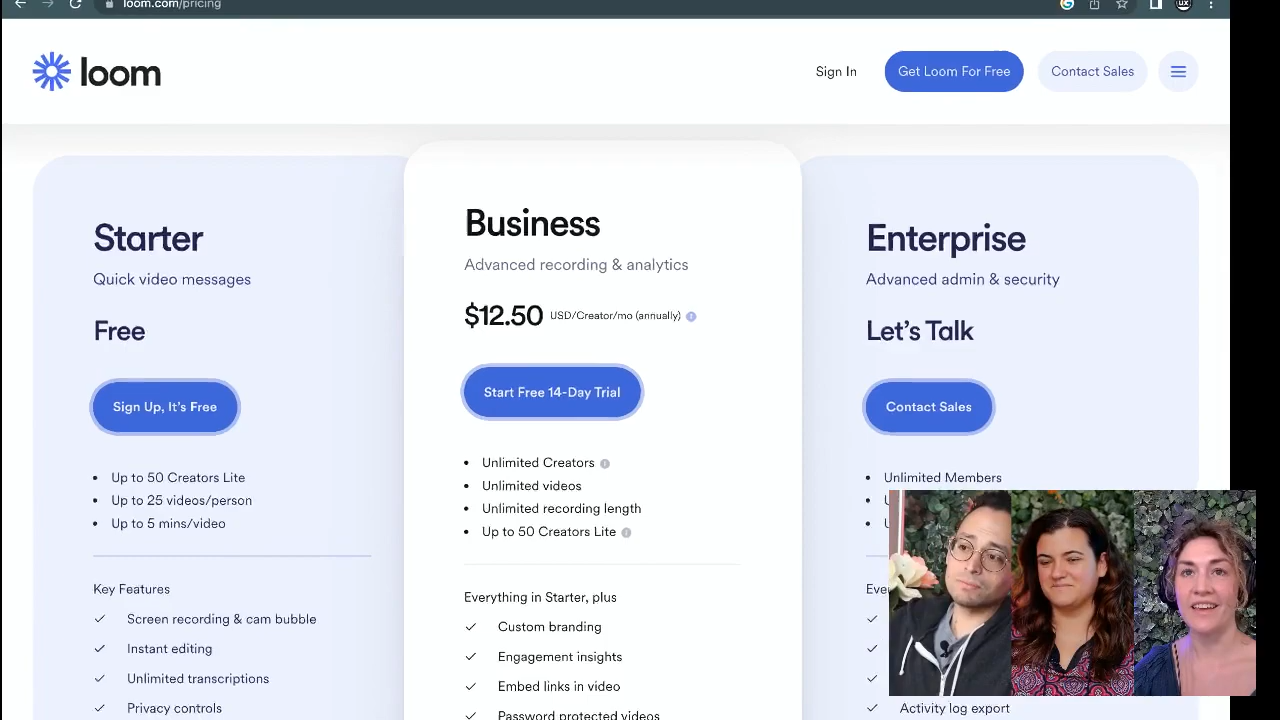 loom.com/pricing
ux
loom
Sign In
Get Loom For Free
Contact Sales
Starter
Quick video messages
Free
Sign Up, It's Free
• Up to 50 Creators Lite
• Up to 25 videos/person
• Up to 5 mins/video
Key Features
Screen recording & cam bubble
Instant editing
Unlimited transcriptions
Privacy controls
Business
Advanced recording & analytics
$12.50 USD/Creator/mo (annually)
Start Free 14-Day Trial
• Unlimited Creators
• Unlimited videos
• Unlimited recording length
• Up to 50 Creators Lite
Everything in Starter, plus
Custom branding
Engagement insights
Embed links in video
Password protected videos
Enterprise
Advanced admin & security
Let's Talk
Contact Sales
• Unlimited Members
Activity log export